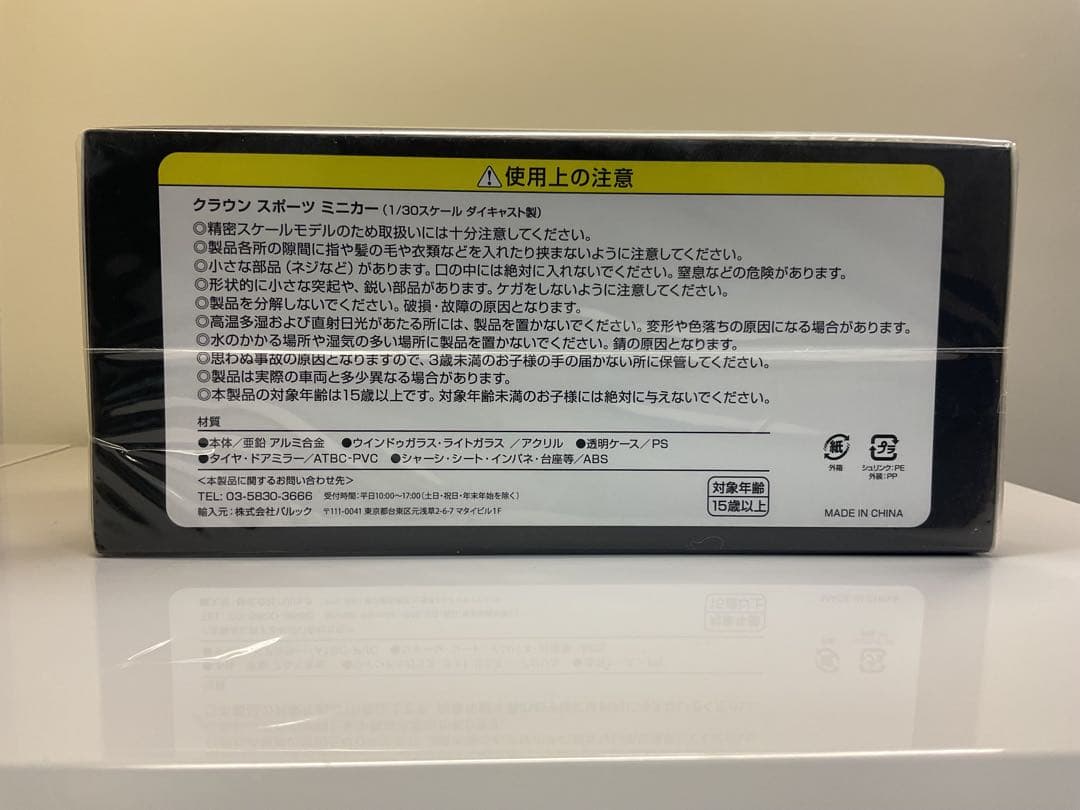 ⚠使用上の注意
クラウン スポーツ ミニカー(1/30スケール ダイキャスト製)
◎精密スケールモデルのため取扱いには十分注意してください。
◎製品各所の隙間に指や髪の毛や衣類などを入れたり挟まないように注意してください。
◎小さな部品(ネジなど)があります。口の中には絶対に入れないでください。窒息などの危険があります。
◎形状的に小さな突起や、鋭い部品があります。ケガをしないように注意してください。
◎製品を分解しないでください。破損・故障の原因となります。
◎高温多湿および直射日光があたる所には、製品を置かないでください。変形や色落ちの原因になる場合があります。
◎水のかかる場所や湿気の多い場所に製品を置かないでください。錆の原因になります。
◎思わぬ事故の原因となりますので、3歳未満のお子様の手の届かない所に保管してください。
◎製品は実際の車両と多少異なる場合があります。
◎本製品の対象年齢は15歳以上です。対象年齢未満のお子様には絶対に与えないでください。
材質
●本体/亜鉛 アルミ合金 ●ウインドゥガラス・ライトガラス /アクリル ●透明ケース/PS
●タイヤ・ドアミラー/ATBC-PVC ●シャーシ・シート・インパネ・台座等/ABS
<本製品に関するお問い合わせ先>
TEL: 03-5830-3666 受付時間:平日10:00~17:00(土日・祝日・年末年始を除く)
輸入元:株式会社バルック 〒111-0041 東京都台東区元浅草2-6-7 マタイビル1F
対象年齢
15歳以上
紙
外箱
プラ
シュリンク:PE
外装:PP
MADE IN CHINA